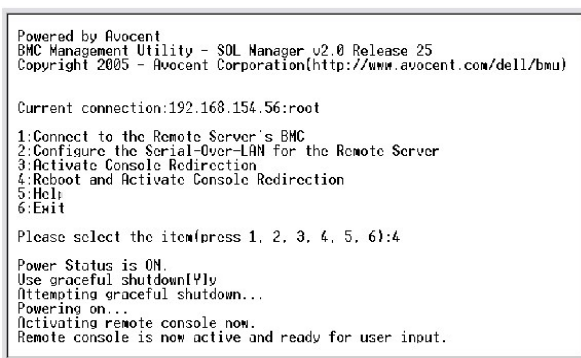 Powered by Avocent
BMC Management Utility - SOL Manager v2.0 Release 25
Copyright 2005 - Avocent Corporation(http://www.avocent.com/dell/bmu)
Current connection:192.168.154.56:root
1:Connect to the Remote Server's BMC
2:Configure the Serial-Over-LAN for the Remote Server
3:Activate Console Redirection
4:Reboot and Activate Console Redirection
5:Help
6:Exit
Please select the item(press 1, 2, 3, 4, 5, 6):4
Power Status is ON.
Use graceful shutdown[Y]y
Attempting graceful shutdown...
Powering on...
Activating remote console now.
Remote console is now active and ready for user input.